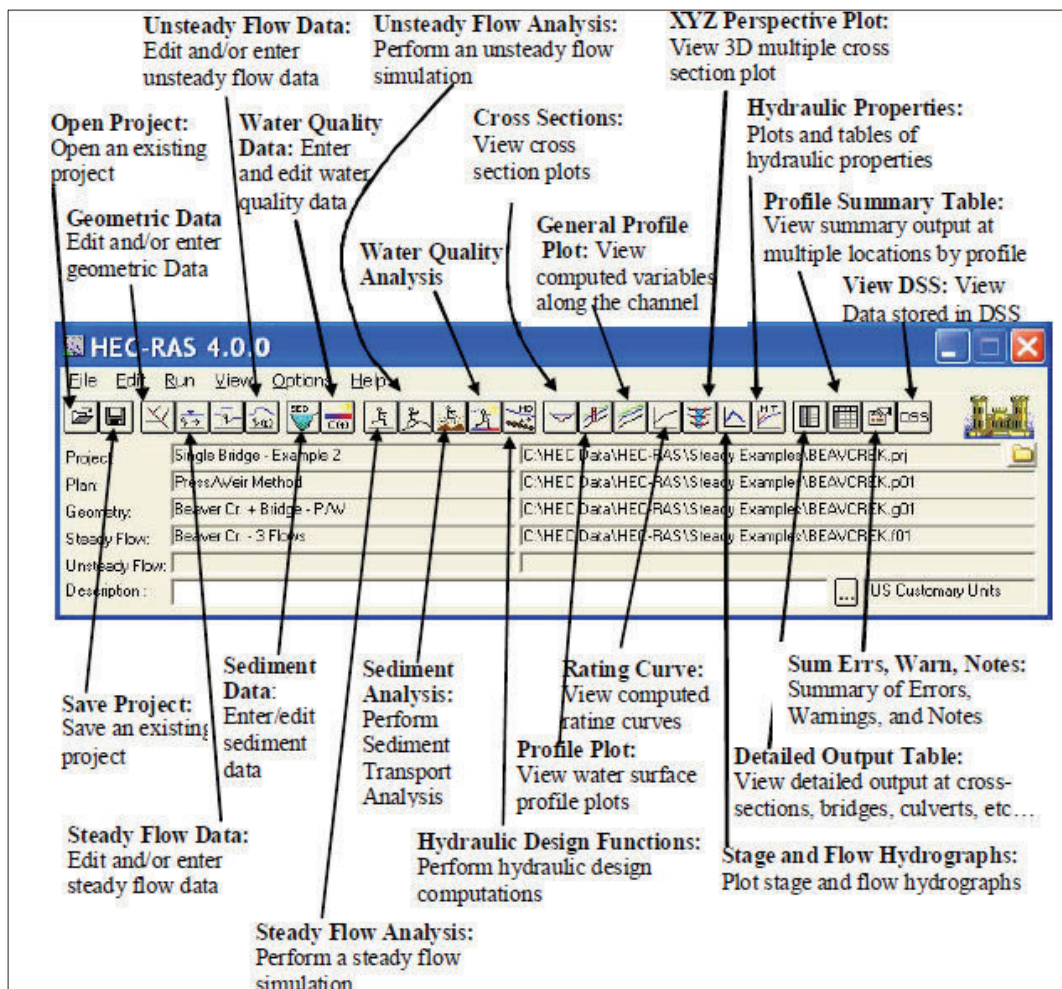 Unsteady Flow Data:
Edit and/or enter
unsteady flow data
Unsteady Flow Analysis:
Perform an unsteady flow
simulation
XYZ Perspective Plot:
View 3D multiple cross
section plot
Open Project:
Open an existing
project
Water Quality
Data: Enter
and edit water
quality data
Cross Sections:
View cross
section plots
Hydraulic Properties:
Plots and tables of
hydraulic properties
Geometric Data
Edit and/or enter
geometric Data
Water Quality
Analysis
General Profile
Plot: View
computed variables
along the channel
Profile Summary Table:
View summary output at
multiple locations by profile
View DSS: View
Data stored in DSS
HEC-RAS 4.0.0
File Edit Run View Options Help
SED
HD
HT
DSS
Project: Single Bridge - Example 2 C:\HEC Data\HEC-RAS\Steady Examples\BEAVCREK.prj
Plan: Press/Weir Method C:\HEC Data\HEC-RAS\Steady Examples\BEAVCREK.p01
Geometry: Beaver Cr. + Bridge - P/W C:\HEC Data\HEC-RAS\Steady Examples\BEAVCREK.g01
Steady Flow: Beaver Cr. - 3 Flows C:\HEC Data\HEC-RAS\Steady Examples\BEAVCREK.f01
Unsteady Flow:
Description : ... US Customary Units
Save Project:
Save an existing
project
Sediment
Data:
Enter/edit
sediment
data
Sediment
Analysis:
Perform
Sediment
Transport
Analysis
Rating Curve:
View computed
rating curves
Sum Errs, Warn, Notes:
Summary of Errors,
Warnings, and Notes
Profile Plot:
View water surface
profile plots
Detailed Output Table:
View detailed output at cross-
sections, bridges, culverts, etc…
Steady Flow Data:
Edit and/or enter
steady flow data
Hydraulic Design Functions:
Perform hydraulic design
computations
Stage and Flow Hydrographs:
Plot stage and flow hydrographs
Steady Flow Analysis:
Perform a steady flow
simulation